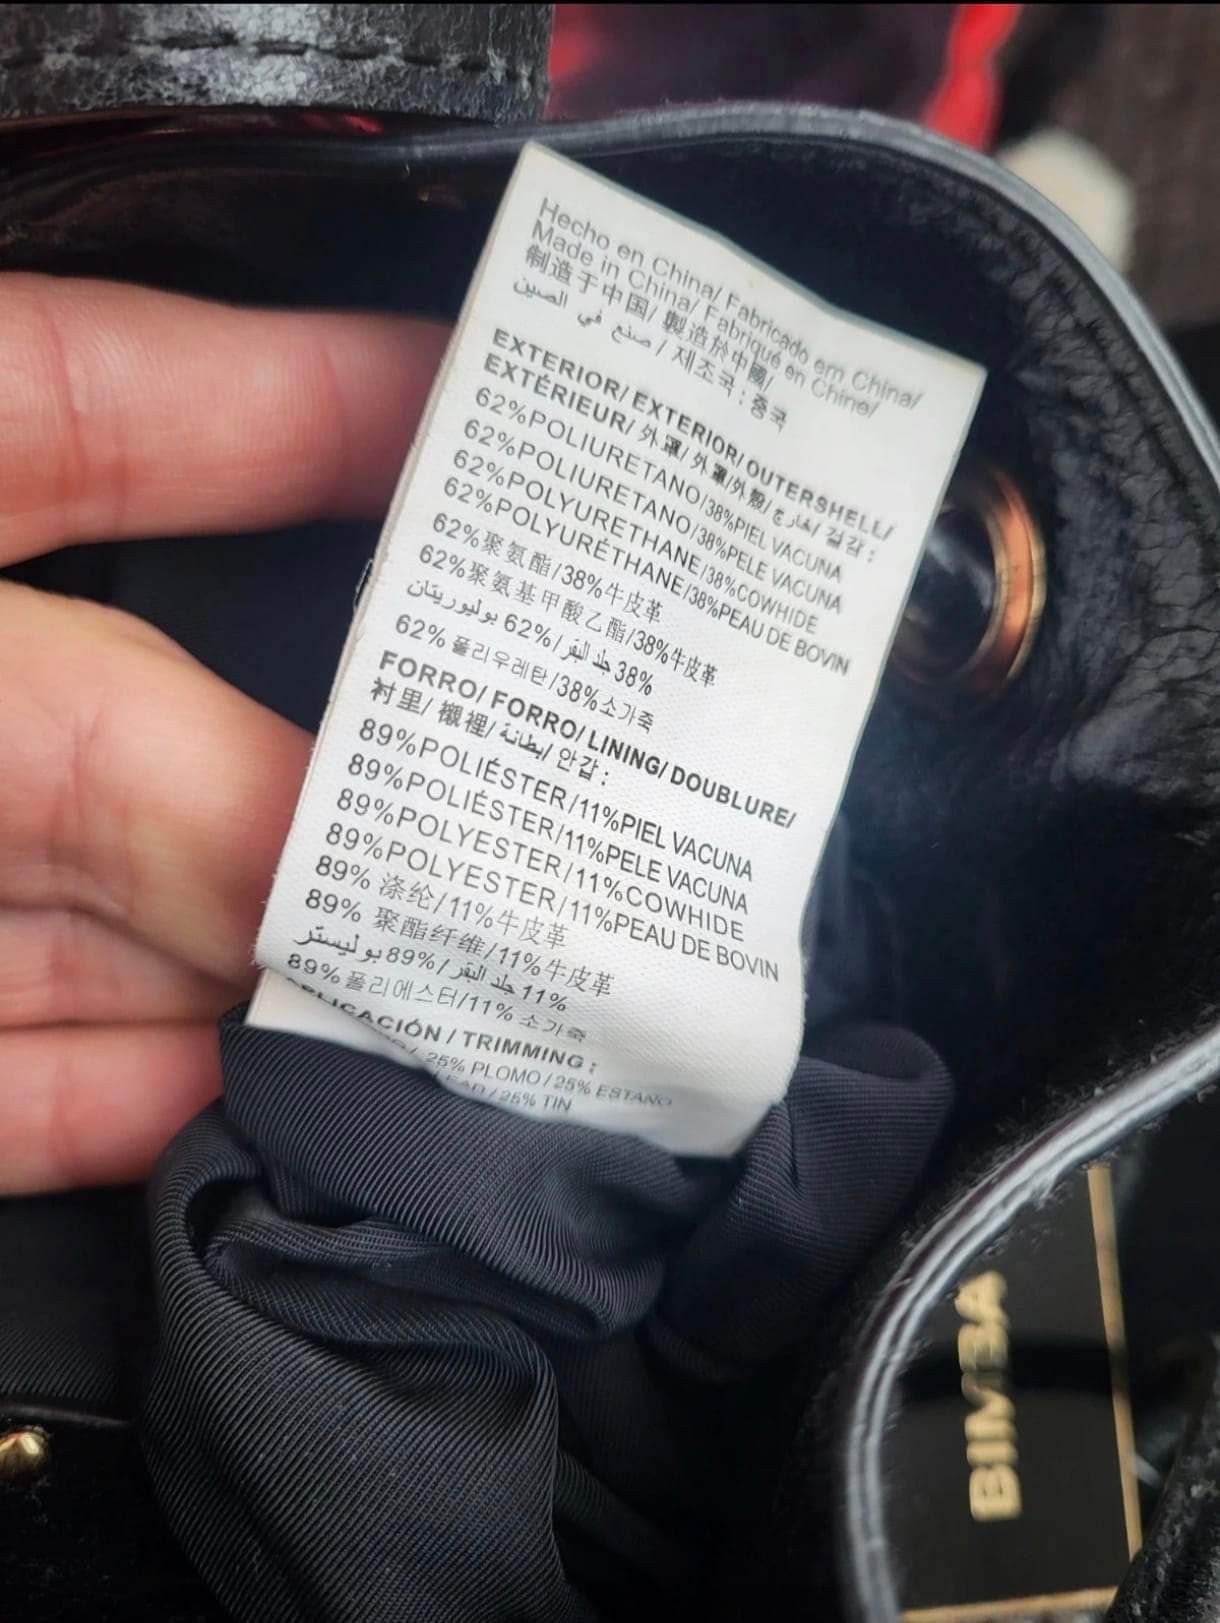 Hecho en China/ Fabricado em China/
Made in China/ Fabriqué en Chine/
制造于中国/ 製造於中國/
صنع في الصين / 제조국 : 중국
EXTERIOR/ EXTERIOR/ OUTERSHELL/
EXTÉRIEUR/ 外罩/ 外罩/外殼/ خارج/ 겉감 :
62%POLIURETANO/38%PIEL VACUNA
62%POLIURETANO/38%PELE VACUNA
62%POLYURETHANE/38%COWHIDE
62%POLYURÉTHANE/38%PEAU DE BOVIN
62%聚氨酯/38%牛皮革
62%聚氨基甲酸乙酯/38%牛皮革
38% جلد البقر/ 62% بوليوريتان
62% 폴리우레탄/38%소가죽
FORRO/ FORRO/ LINING/ DOUBLURE/
衬里/ 襯裡/ بطانة/ 안감 :
89%POLIÉSTER/11%PIEL VACUNA
89%POLIÉSTER/11%PELE VACUNA
89%POLYESTER/11%COWHIDE
89%POLYESTER/11%PEAU DE BOVIN
89% 涤纶/11%牛皮革
89% 聚酯纤维/11%牛皮革
11% جلد البقر /89% بوليستر
89% 폴리에스터/11% 소가죽
LICACIÓN / TRIMMING :
25% PLOMO / 25% ESTAÑO
/ 25% TIN
BIMBA